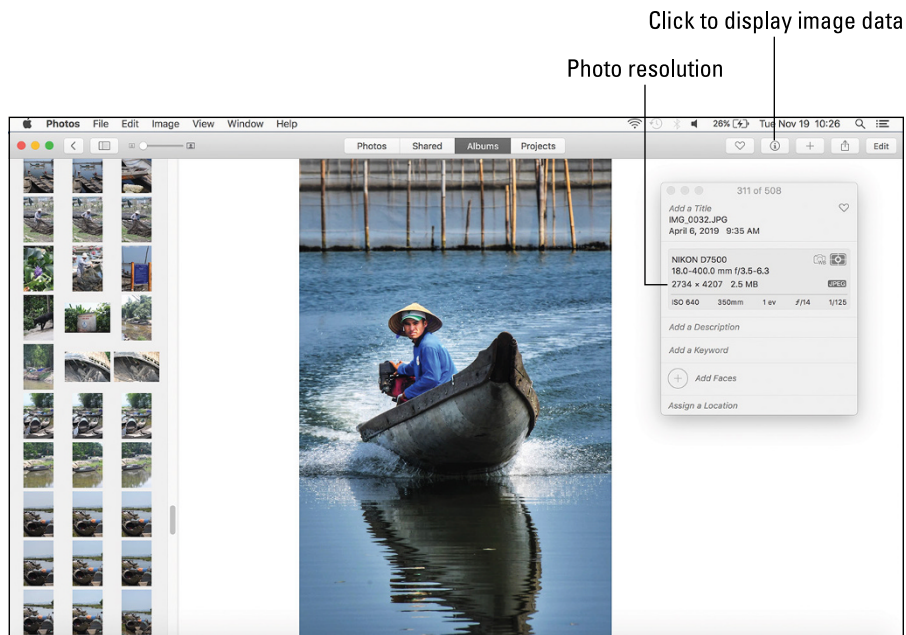 Click to display image data
Photo resolution
Photos File Edit Image View Window Help 26% Tue Nov 19 10:26
Photos Shared Albums Projects Edit
311 of 508
Add a Title
IMG_0032.JPG
April 6, 2019 9:35 AM
NIKON D7500
18.0-400.0 mm f/3.5-6.3
2734 × 4207 2.5 MB JPEG
ISO 640 350mm 1 ev ƒ/14 1/125
Add a Description
Add a Keyword
Add Faces
Assign a Location